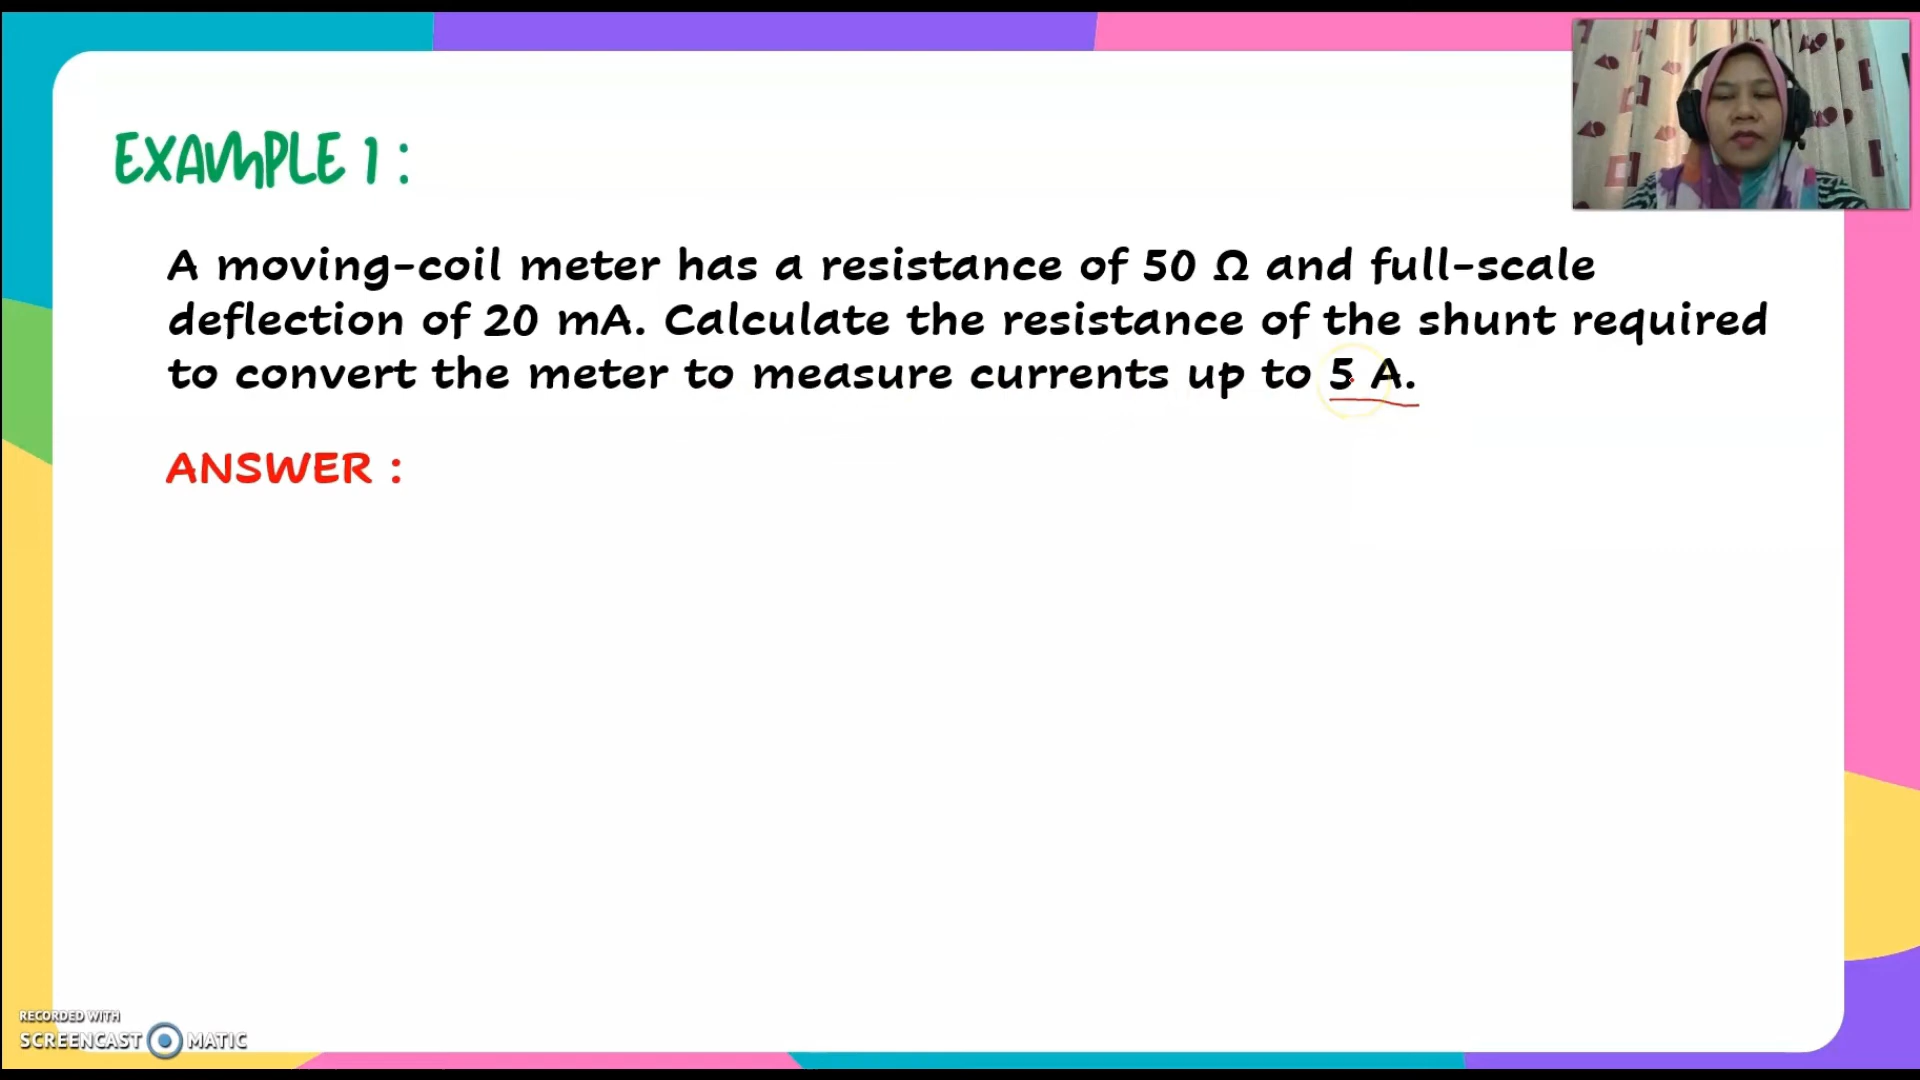 EXAMPLE 1 :
A moving-coil meter has a resistance of 50 Ω and full-scale
deflection of 20 mA. Calculate the resistance of the shunt required
to convert the meter to measure currents up to 5 A.
ANSWER :
RECORDED WITH
SCREENCAST MATIC